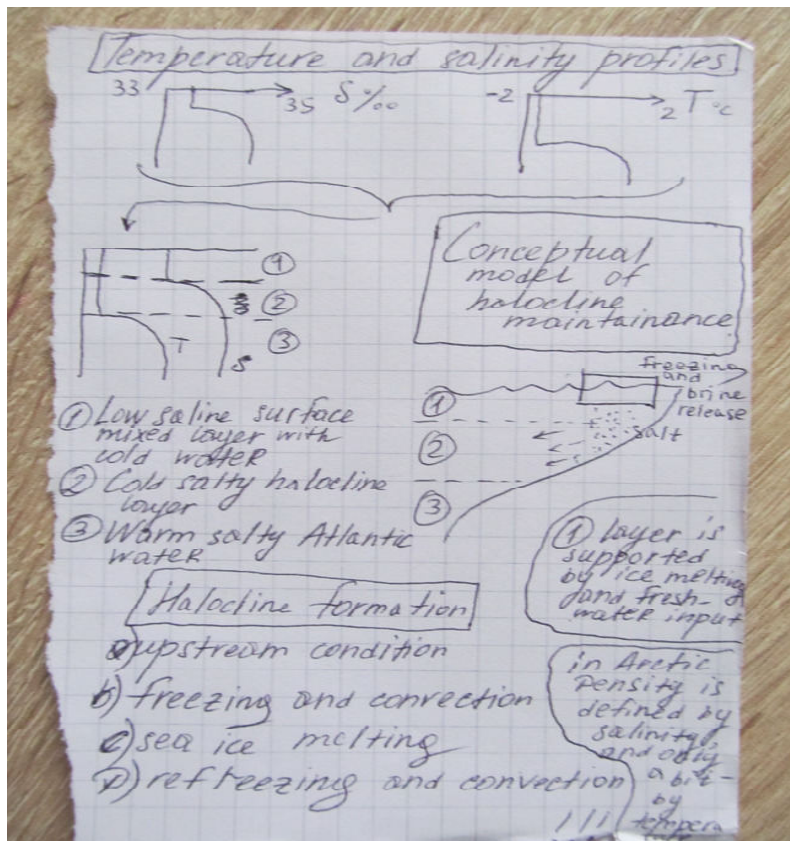 Temperature and salinity profiles
33 35 S‰
-2 2 T°C
1
2
3
T S
Conceptual
model of
halocline
maintainance
freezing
and
brine
release
1
2
3
salt
① Low saline surface
mixed layer with
cold water
② Cold salty halocline
layer
③ Warm salty Atlantic
water
① layer is
supported
by ice melting
and fresh-
water input
Halocline formation
a) upstream condition
b) freezing and convection
c) sea ice melting
D) refreezing and convection
in Arctic
Density is
defined by
salinity,
and only
a bit
by
tempera
ture